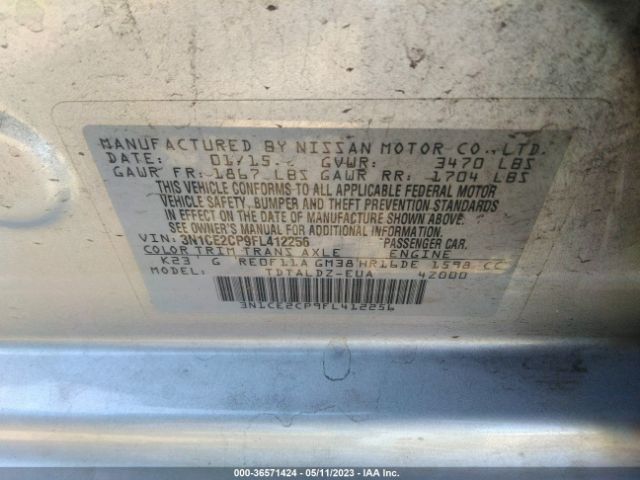 MANUFACTURED BY NISSAN MOTOR CO., LTD.
DATE: 01/15 GVWR: 3470 LBS
GAWR FR: 1867 LBS GAWR RR: 1704 LBS
THIS VEHICLE CONFORMS TO ALL APPLICABLE FEDERAL MOTOR
VEHICLE SAFETY, BUMPER AND THEFT PREVENTION STANDARDS
IN EFFECT ON THE DATE OF MANUFACTURE SHOWN ABOVE.
SEE OWNERS MANUAL FOR ADDITIONAL INFORMATION.
VIN: 3N1CE2CP9FL412256 PASSENGER CAR.
COLOR TRIM TRANS AXLE ENGINE
K23 G RE0F11A GM38 HR16DE 1598 CC
TDTALDZ-EUA 42000
3N1CE2CP9FL412256
000-36571424 - 05/11/2023 - IAA Inc.